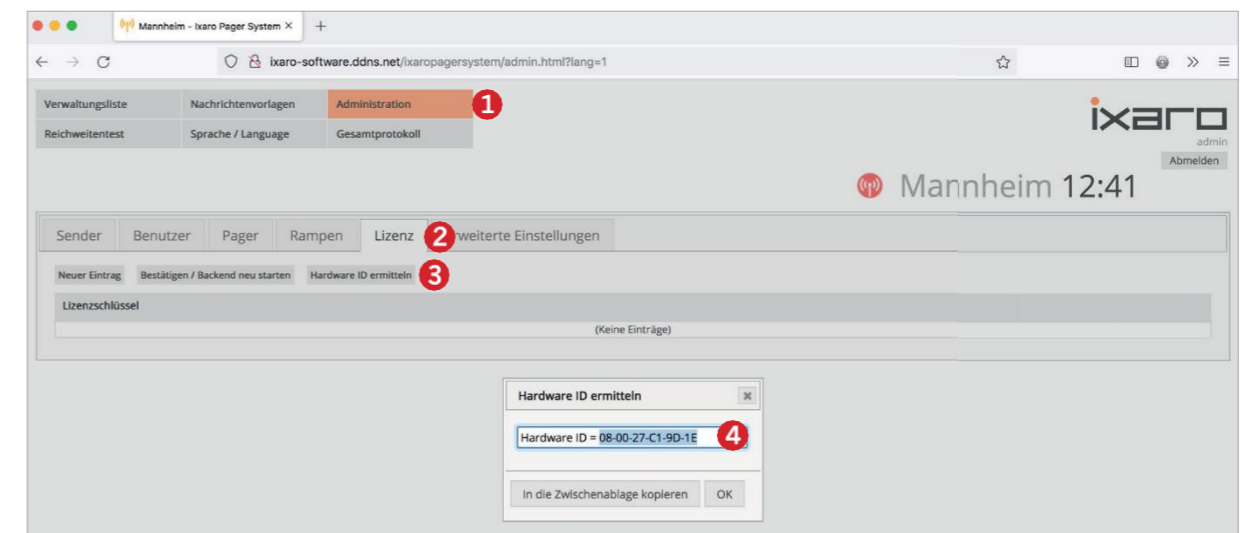 Mannheim - Ixaro Pager System × +
ixaro-software.ddns.net/ixaropagersystem/admin.html?lang=1
Verwaltungsliste Nachrichtenvorlagen Administration 1
Reichweitentest Sprache / Language Gesamtprotokoll
ixaro
admin
Abmelden
Mannheim 12:41
Sender Benutzer Pager Rampen Lizenz 2 rweiterte Einstellungen
Neuer Eintrag Bestätigen / Backend neu starten Hardware ID ermitteln 3
Lizenzschlüssel
(Keine Einträge)
Hardware ID ermitteln
Hardware ID = 08-00-27-C1-9D-1E 4
In die Zwischenablage kopieren OK